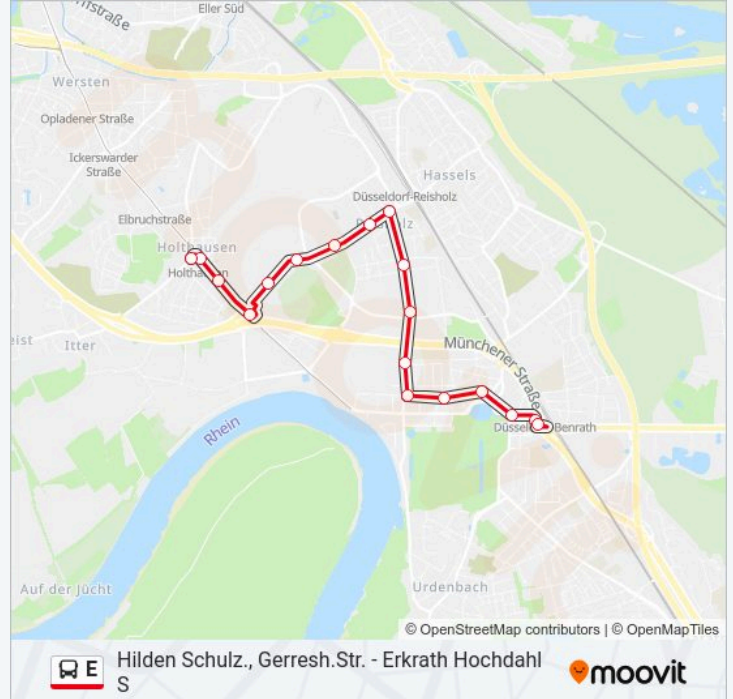 Eller Süd
Wersten
Opladener Straße
Ickerswarder
Straße
Hassels
Düsseldorf-Reisholz
Elbruchstraße
Holthausen
Itter
Münchener Straße
Rhein
Auf der Jücht
Urdenbach
© OpenStreetMap contributors | © OpenMapTiles
E
Hilden Schulz., Gerresh.Str. - Erkrath Hochdahl
S
moovit